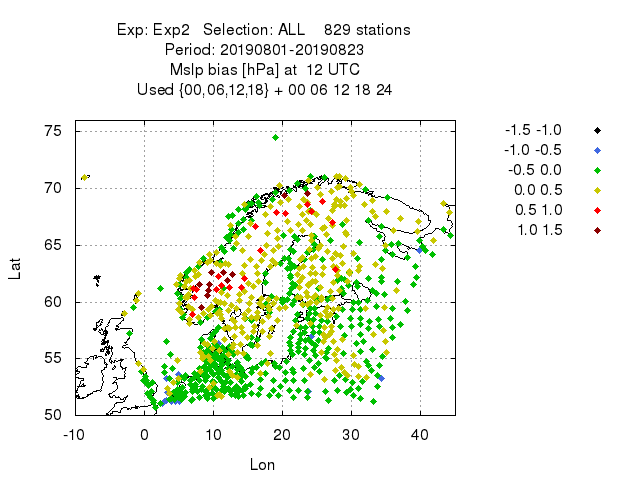 Exp: Exp2   Selection: ALL    829 stations
Period: 20190801-20190823
Mslp bias [hPa] at  12 UTC
Used {00,06,12,18} + 00 06 12 18 24
-1.5 -1.0
-1.0 -0.5
-0.5 0.0
0.0 0.5
0.5 1.0
1.0 1.5
75
70
65
60
55
50
Lat
-10 0 10 20 30 40
Lon